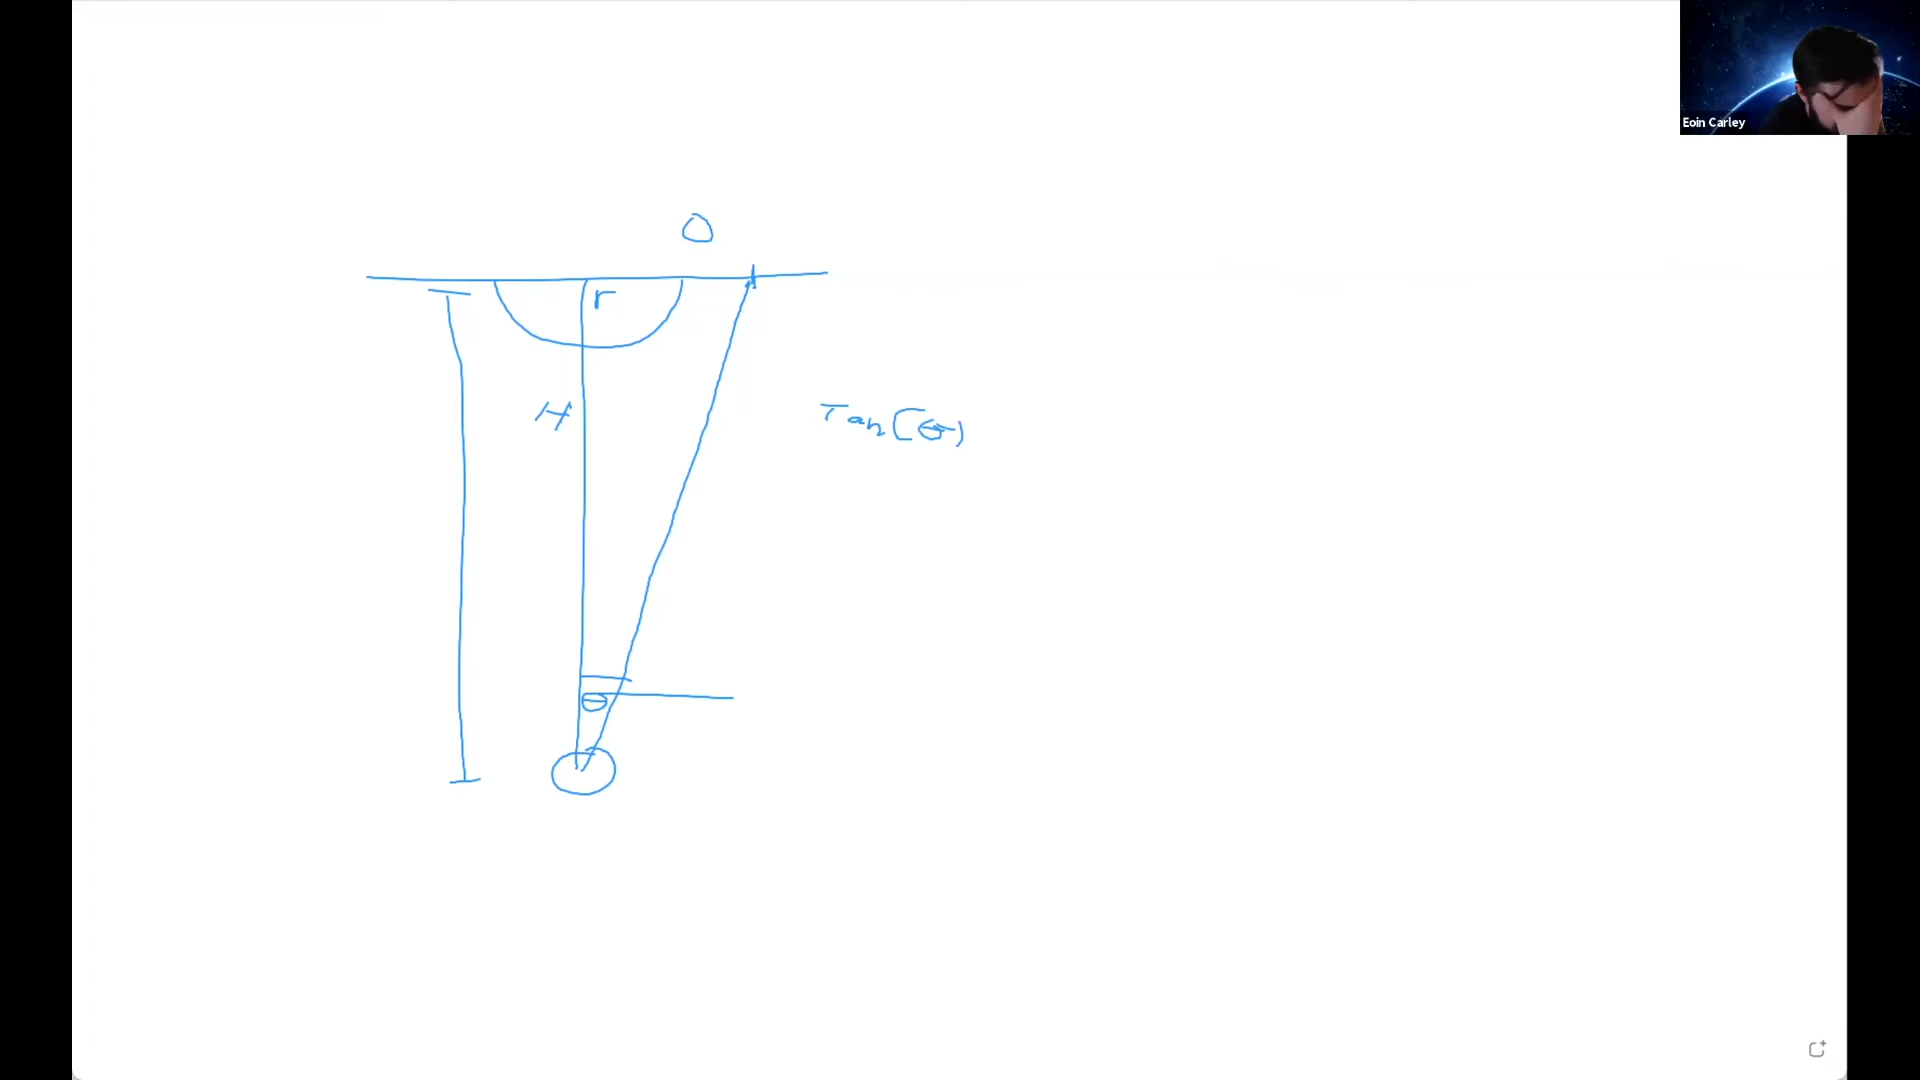 Eoin Carley
O
r
H
Tan(θ)
θ